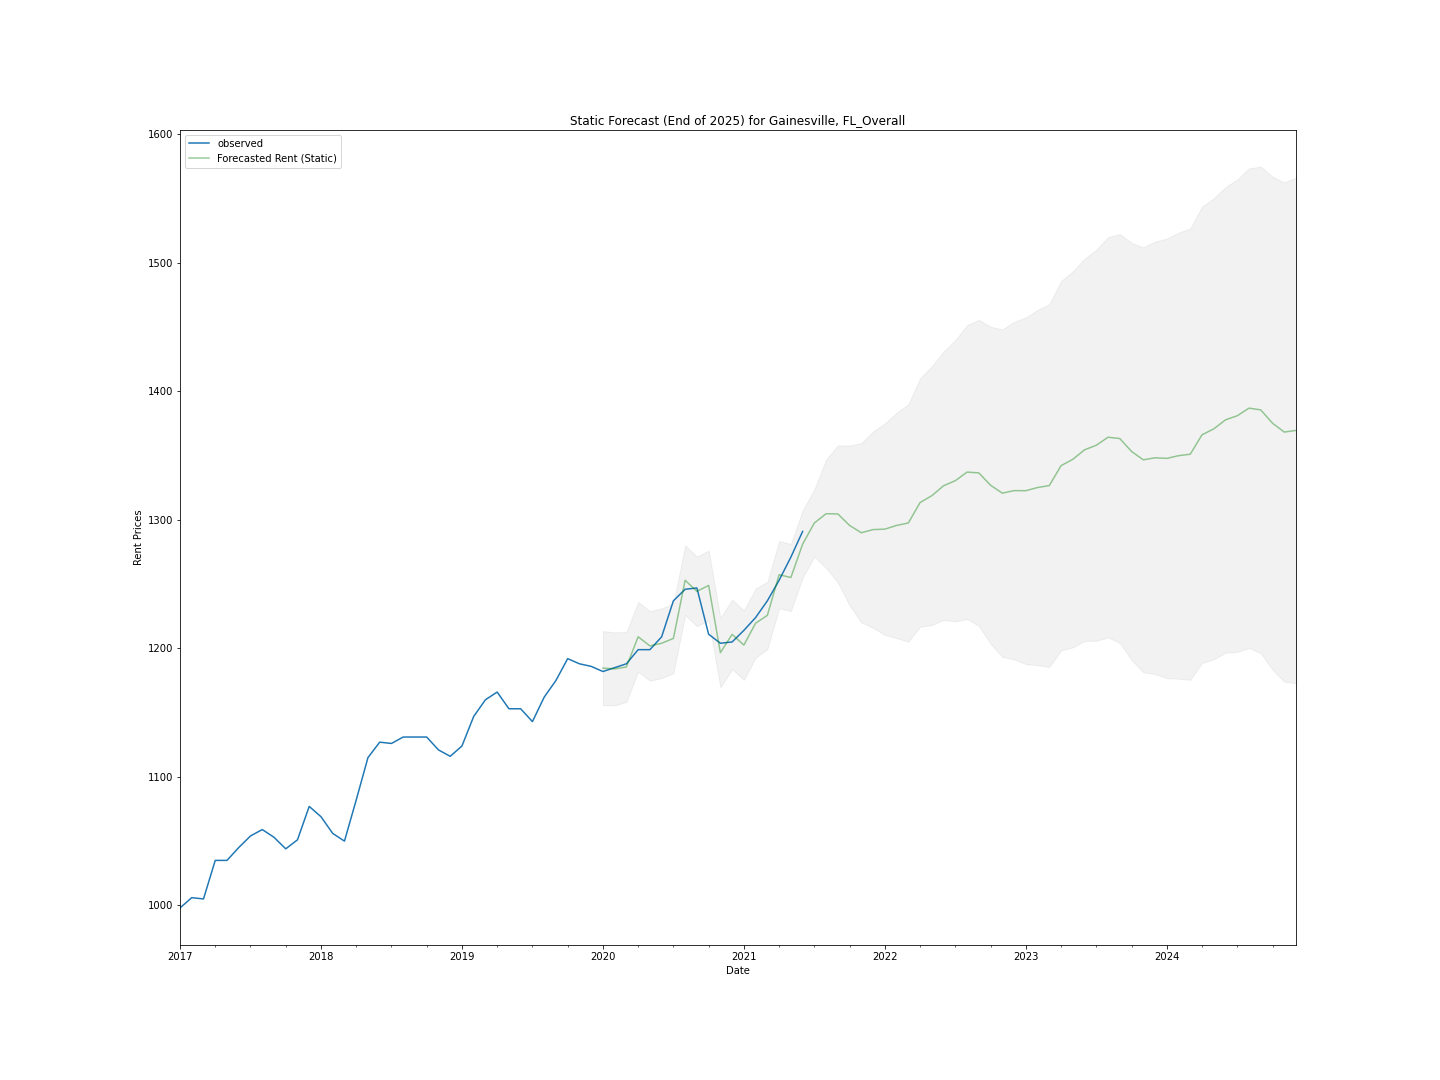 Static Forecast (End of 2025) for Gainesville, FL_Overall
observed
Forecasted Rent (Static)
1600
1500
1400
1300
1200
1100
1000
Rent Prices
2017 2018 2019 2020 2021 2022 2023 2024
Date